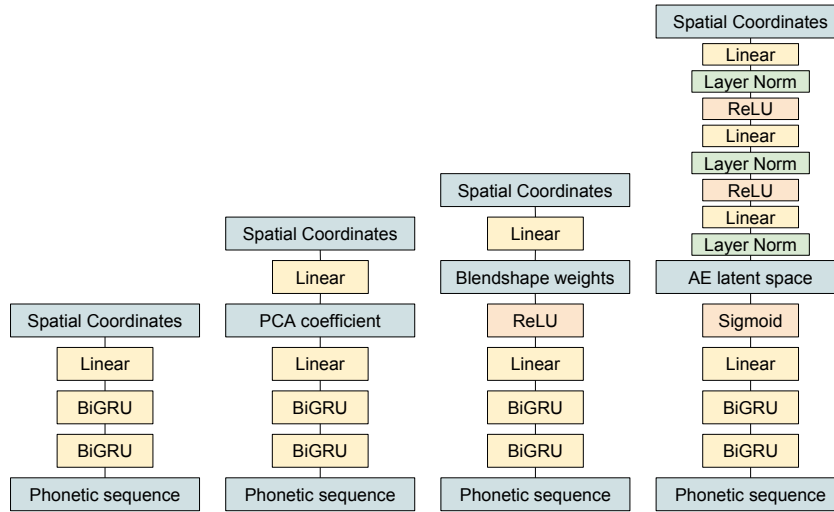 Spatial Coordinates
Linear
BiGRU
BiGRU
Phonetic sequence
Spatial Coordinates
Linear
PCA coefficient
Linear
BiGRU
BiGRU
Phonetic sequence
Spatial Coordinates
Linear
Blendshape weights
ReLU
Linear
BiGRU
BiGRU
Phonetic sequence
Spatial Coordinates
Linear
Layer Norm
ReLU
Linear
Layer Norm
ReLU
Linear
Layer Norm
AE latent space
Sigmoid
Linear
BiGRU
BiGRU
Phonetic sequence